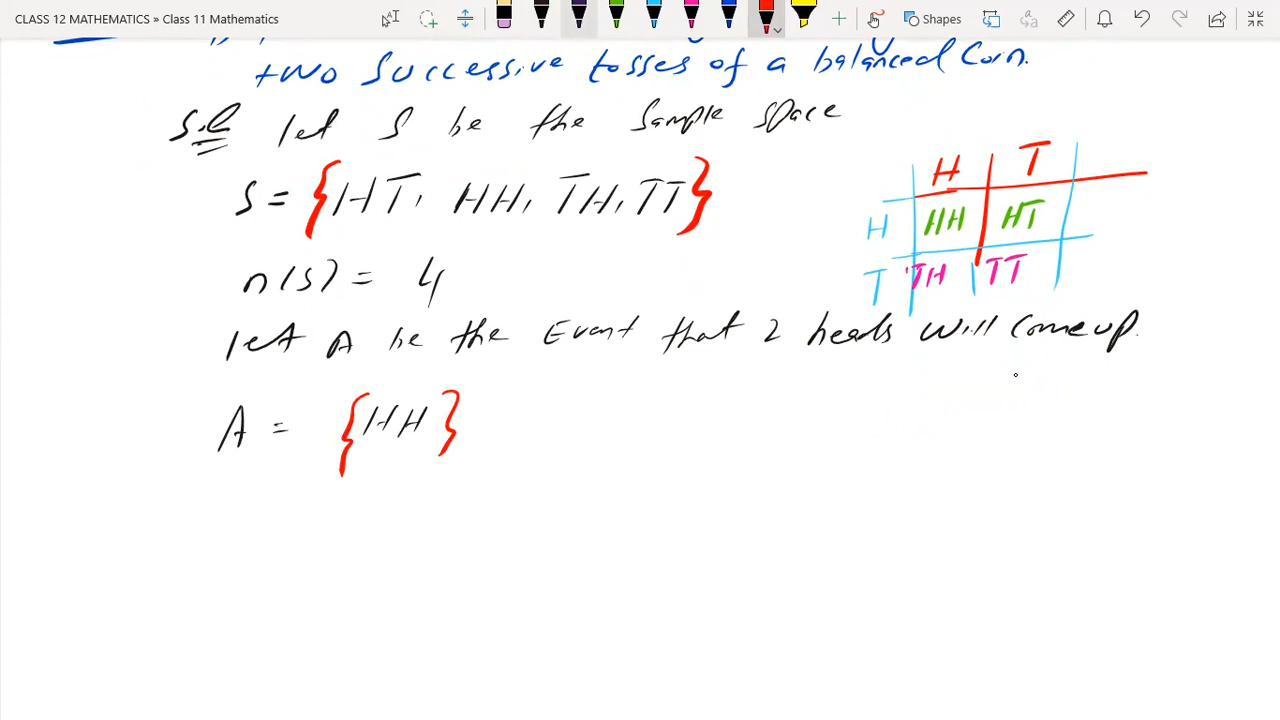 CLASS 12 MATHEMATICS » Class 11 Mathematics
Shapes
two successive tosses of a balanced Coin.
Sol let S be the Sample space
S = {HT, HH, TH, TT}
H T
H HH HT
T TH TT
n(S) = 4
let A be the Event that 2 heads will come up.
A = {HH}